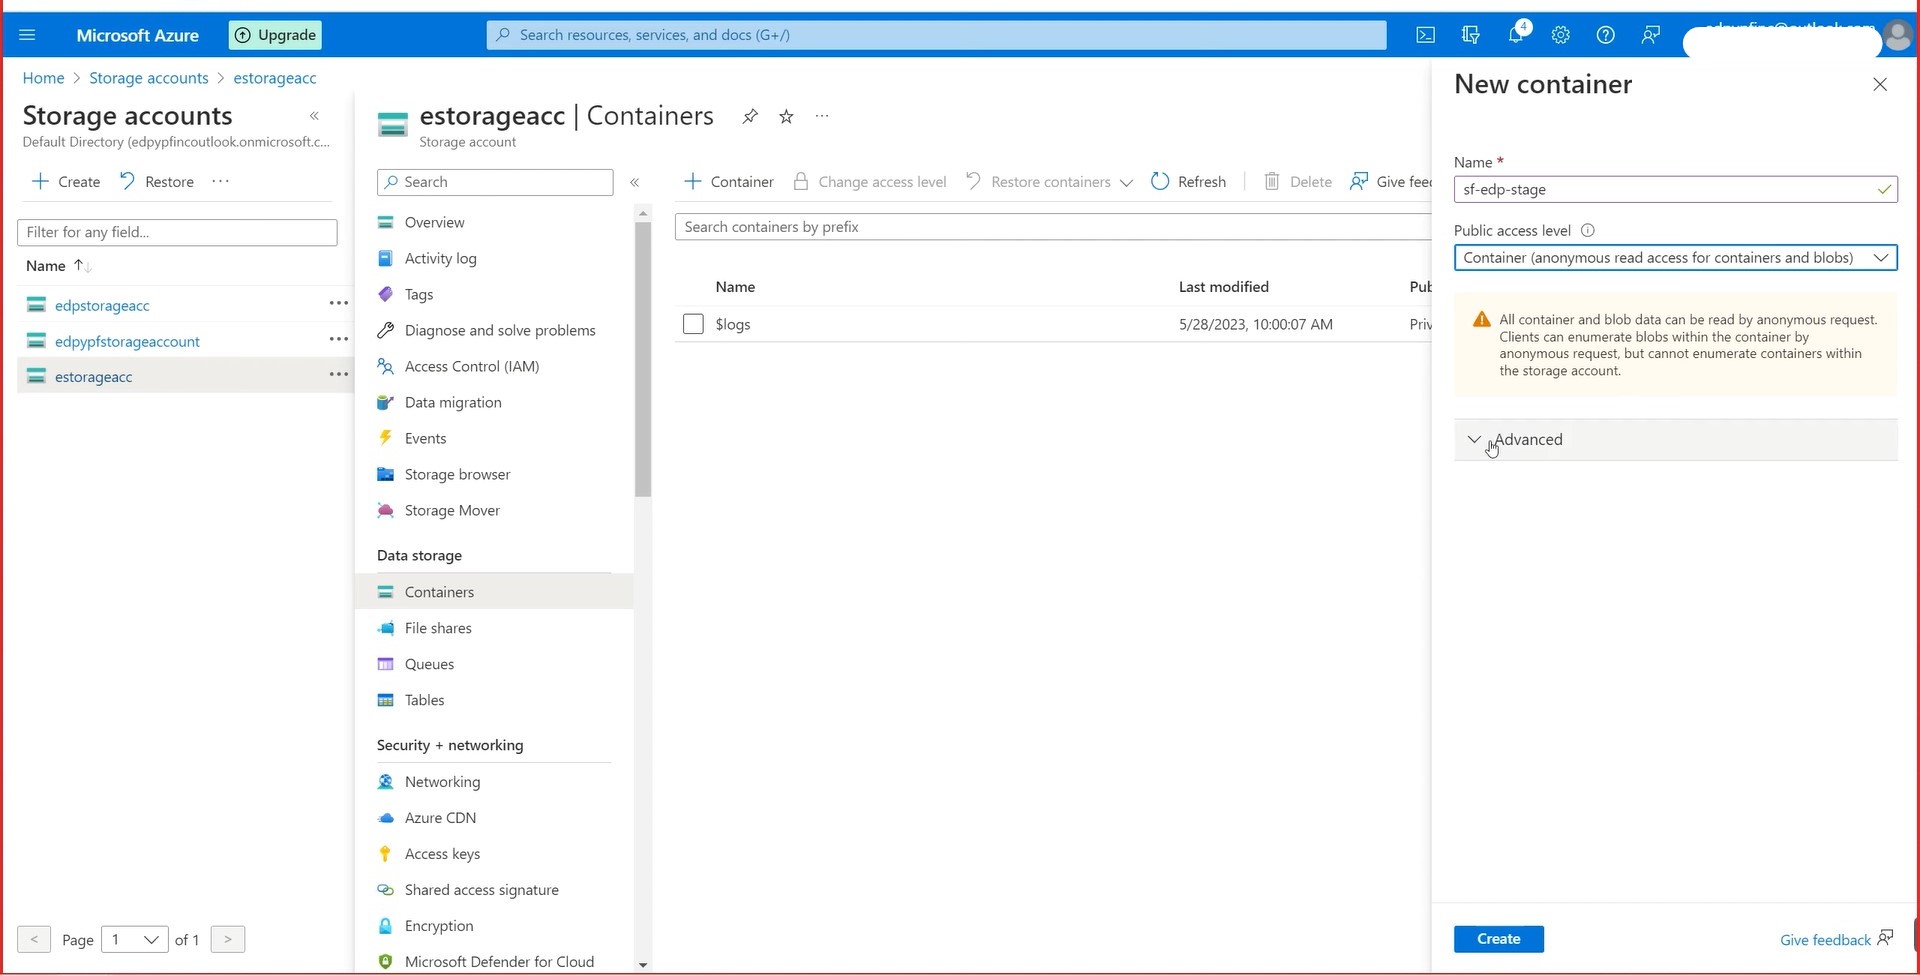 Microsoft Azure
Upgrade
Search resources, services, and docs (G+/)
4
Home > Storage accounts > estorageacc
Storage accounts
Default Directory (edpypfincoutlook.onmicrosoft.c...
Create
Restore
Filter for any field...
Name
edpstorageacc
edpypfstorageaccount
estorageacc
< Page 1 of 1 >
estorageacc | Containers
Storage account
Search
Overview
Activity log
Tags
Diagnose and solve problems
Access Control (IAM)
Data migration
Events
Storage browser
Storage Mover
Data storage
Containers
File shares
Queues
Tables
Security + networking
Networking
Azure CDN
Access keys
Shared access signature
Encryption
Microsoft Defender for Cloud
Container
Change access level
Restore containers
Refresh
Delete
Give feed
Search containers by prefix
Name Last modified Pub
$logs 5/28/2023, 10:00:07 AM Priv
New container
Name *
sf-edp-stage
Public access level
Container (anonymous read access for containers and blobs)
All container and blob data can be read by anonymous request.
Clients can enumerate blobs within the container by
anonymous request, but cannot enumerate containers within
the storage account.
Advanced
Create
Give feedback